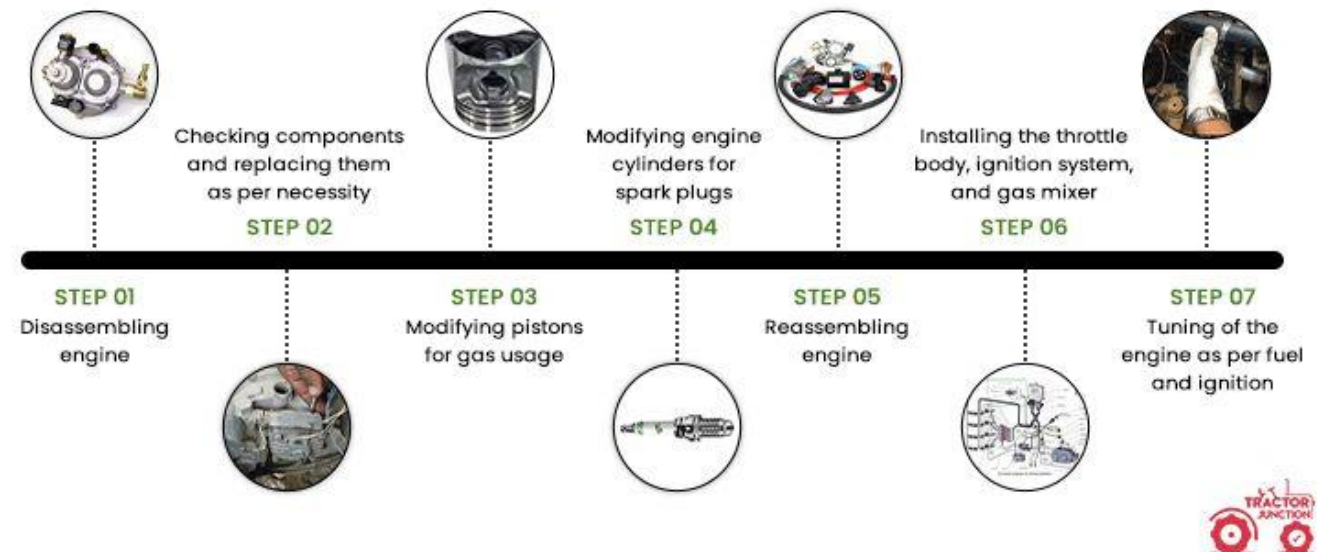 STEP 01
Disassembling
engine
Checking components
and replacing them
as per necessity
STEP 02
STEP 03
Modifying pistons
for gas usage
Modifying engine
cylinders for
spark plugs
STEP 04
STEP 05
Reassembling
engine
Installing the throttle
body, ignition system,
and gas mixer
STEP 06
STEP 07
Tuning of the
engine as per fuel
and ignition
TRACTOR
JUNCTION